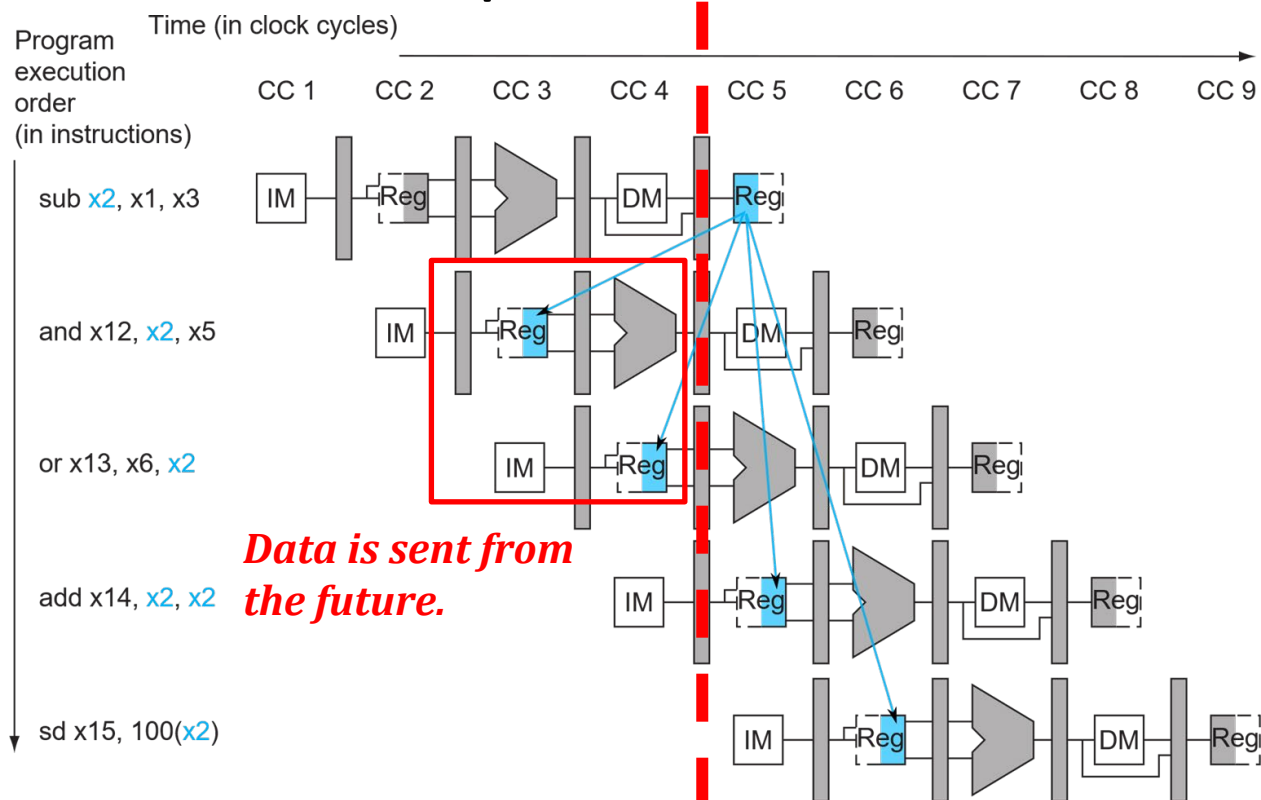 Time (in clock cycles)
Program
execution
order
(in instructions)
CC 1 CC 2 CC 3 CC 4 CC 5 CC 6 CC 7 CC 8 CC 9
sub x2, x1, x3
IM Reg DM Reg
and x12, x2, x5
IM Reg DM Reg
or x13, x6, x2
IM Reg DM Reg
Data is sent from
the future.
add x14, x2, x2
IM Reg DM Reg
sd x15, 100(x2)
IM Reg DM Reg